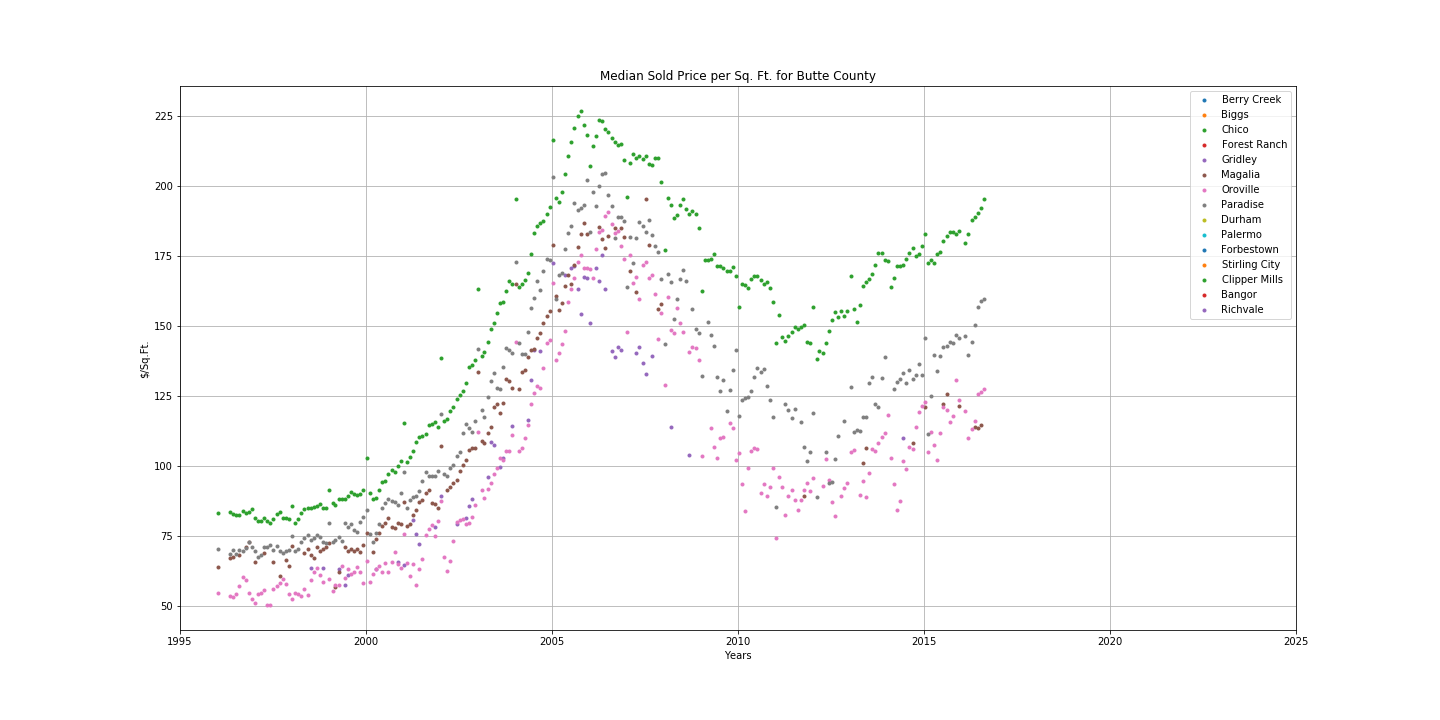 Median Sold Price per Sq. Ft. for Butte County
225
200
175
150
125
100
75
50
$/Sq.Ft.
1995
2000
2005
2010
2015
2020
2025
Years
Berry Creek
Biggs
Chico
Forest Ranch
Gridley
Magalia
Oroville
Paradise
Durham
Palermo
Forbestown
Stirling City
Clipper Mills
Bangor
Richvale